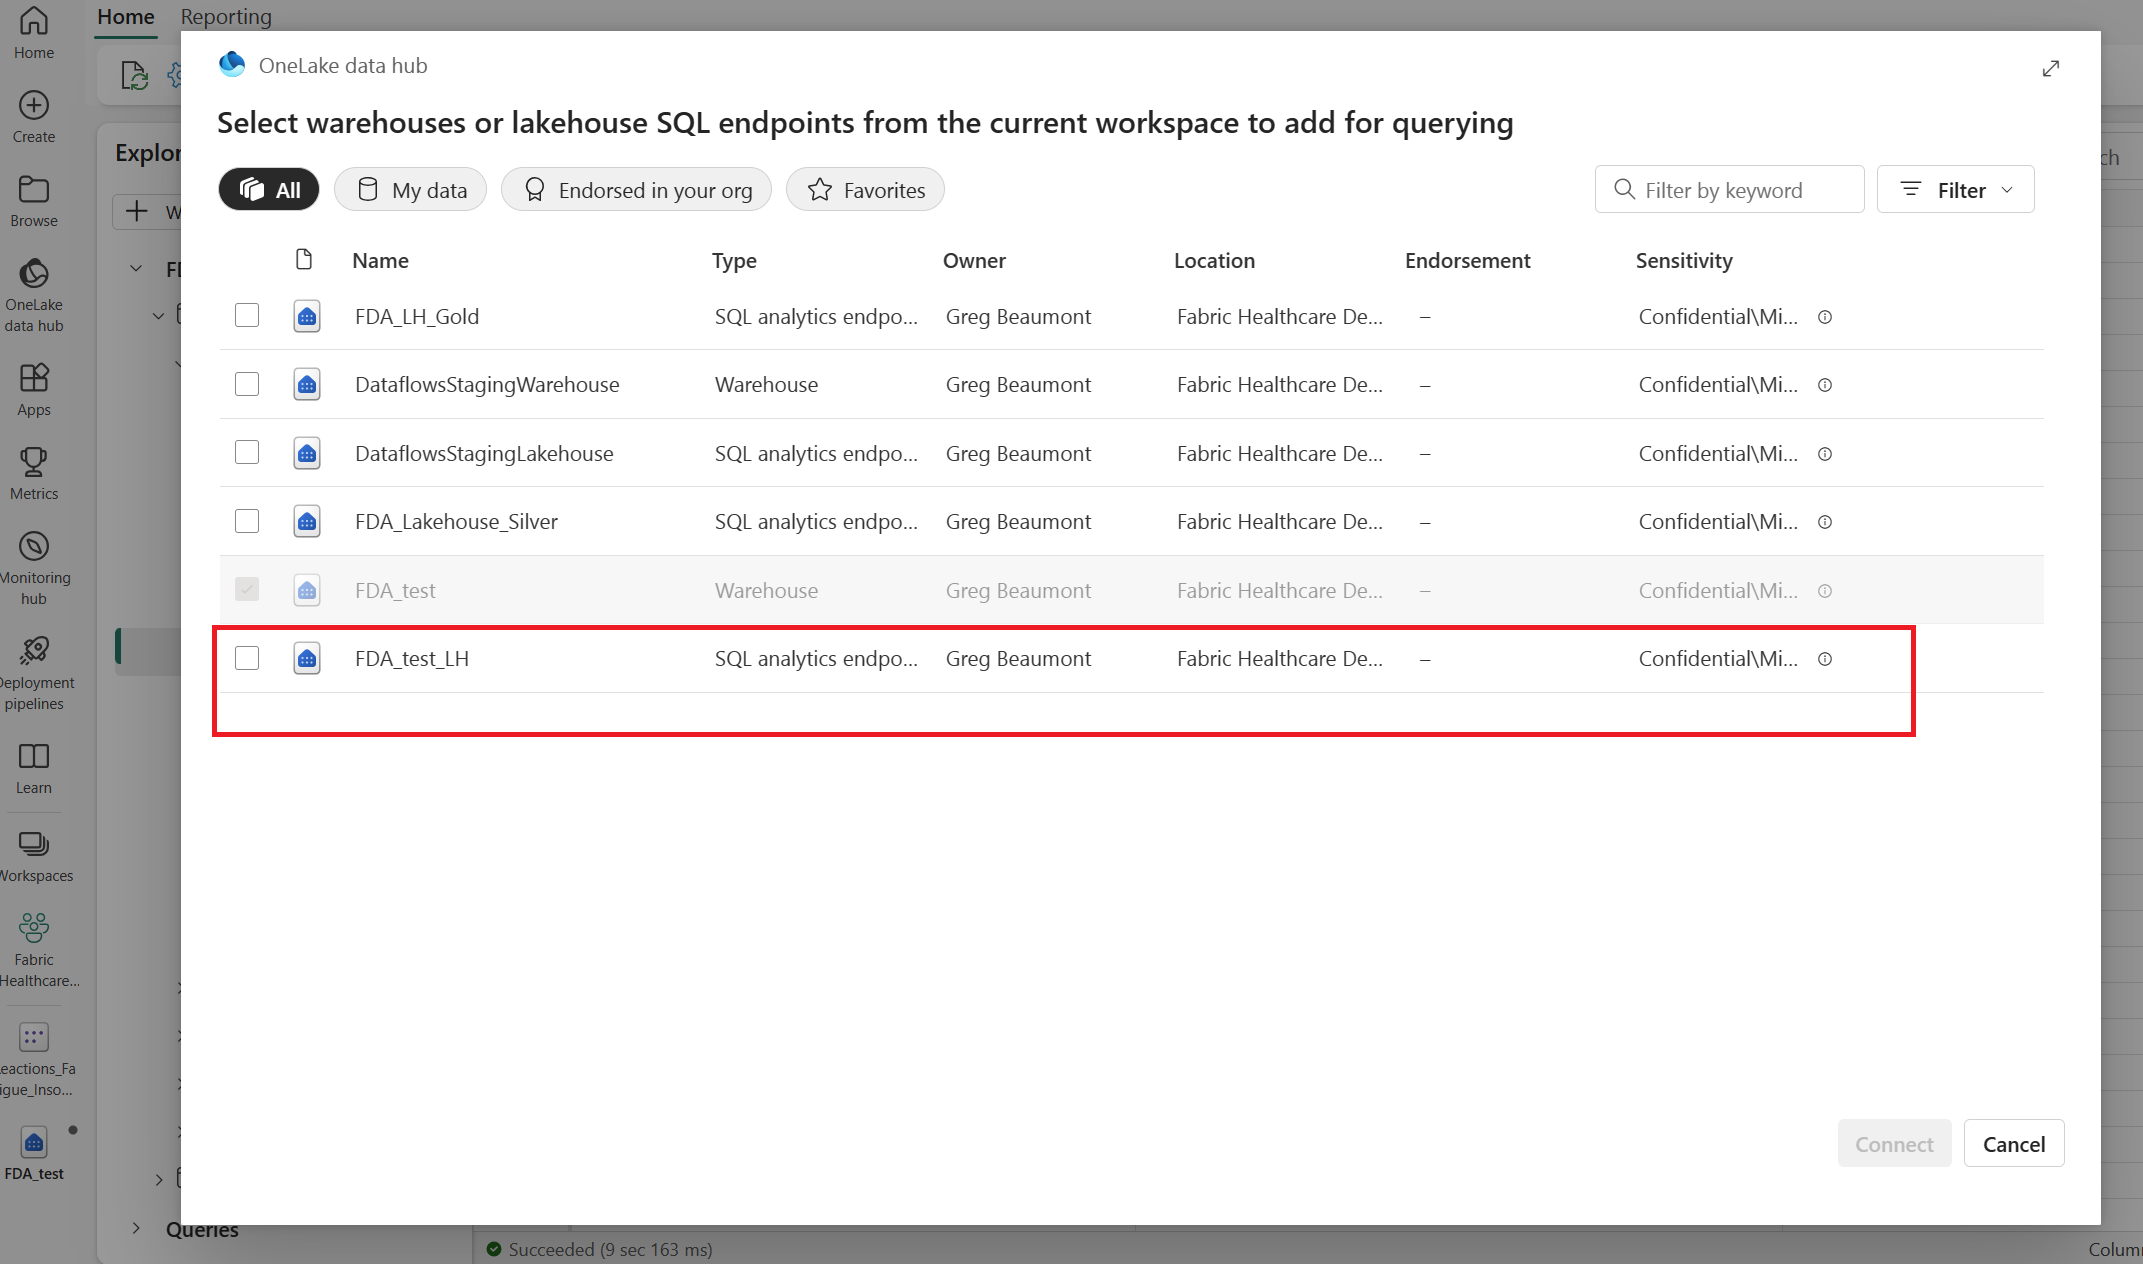 Home
Create
Browse
OneLake
data hub
Apps
Metrics
Monitoring
hub
Deployment
pipelines
Learn
Workspaces
Fabric
Healthcare...
eactions_Fa
igue_Inso...
FDA_test
Home Reporting
Explor
W
Queries
OneLake data hub
Select warehouses or lakehouse SQL endpoints from the current workspace to add for querying
All My data Endorsed in your org Favorites Filter by keyword Filter
Name Type Owner Location Endorsement Sensitivity
FDA_LH_Gold SQL analytics endpo... Greg Beaumont Fabric Healthcare De... – Confidential\Mi...
DataflowsStagingWarehouse Warehouse Greg Beaumont Fabric Healthcare De... – Confidential\Mi...
DataflowsStagingLakehouse SQL analytics endpo... Greg Beaumont Fabric Healthcare De... – Confidential\Mi...
FDA_Lakehouse_Silver SQL analytics endpo... Greg Beaumont Fabric Healthcare De... – Confidential\Mi...
FDA_test Warehouse Greg Beaumont Fabric Healthcare De... – Confidential\Mi...
FDA_test_LH SQL analytics endpo... Greg Beaumont Fabric Healthcare De... – Confidential\Mi...
Connect Cancel
ch
Succeeded (9 sec 163 ms)
Colum